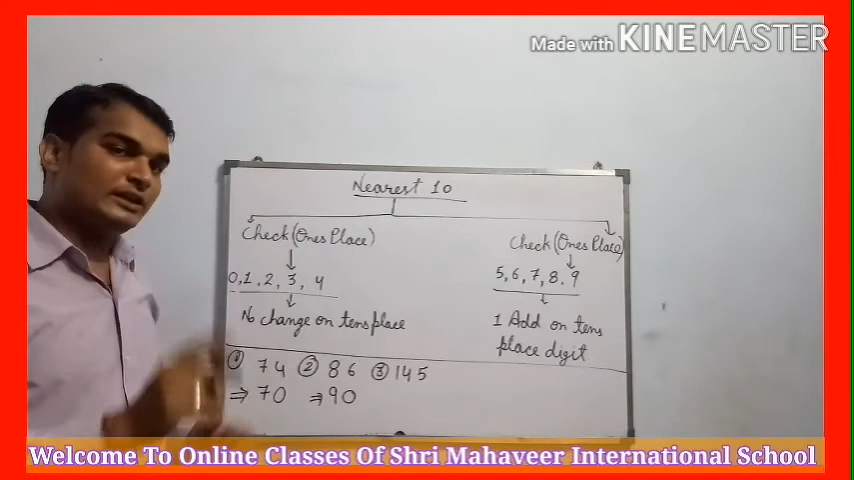 Made with KINEMASTER
Nearest 10
Check (Ones Place)
Check (Ones Place)
0, 1, 2, 3, 4
5, 6, 7, 8, 9
No change on tens place
1 Add on tens
place digit
① 74 ② 86 ③ 145
⇒ 70 ⇒ 90
Welcome To Online Classes Of Shri Mahaveer International School